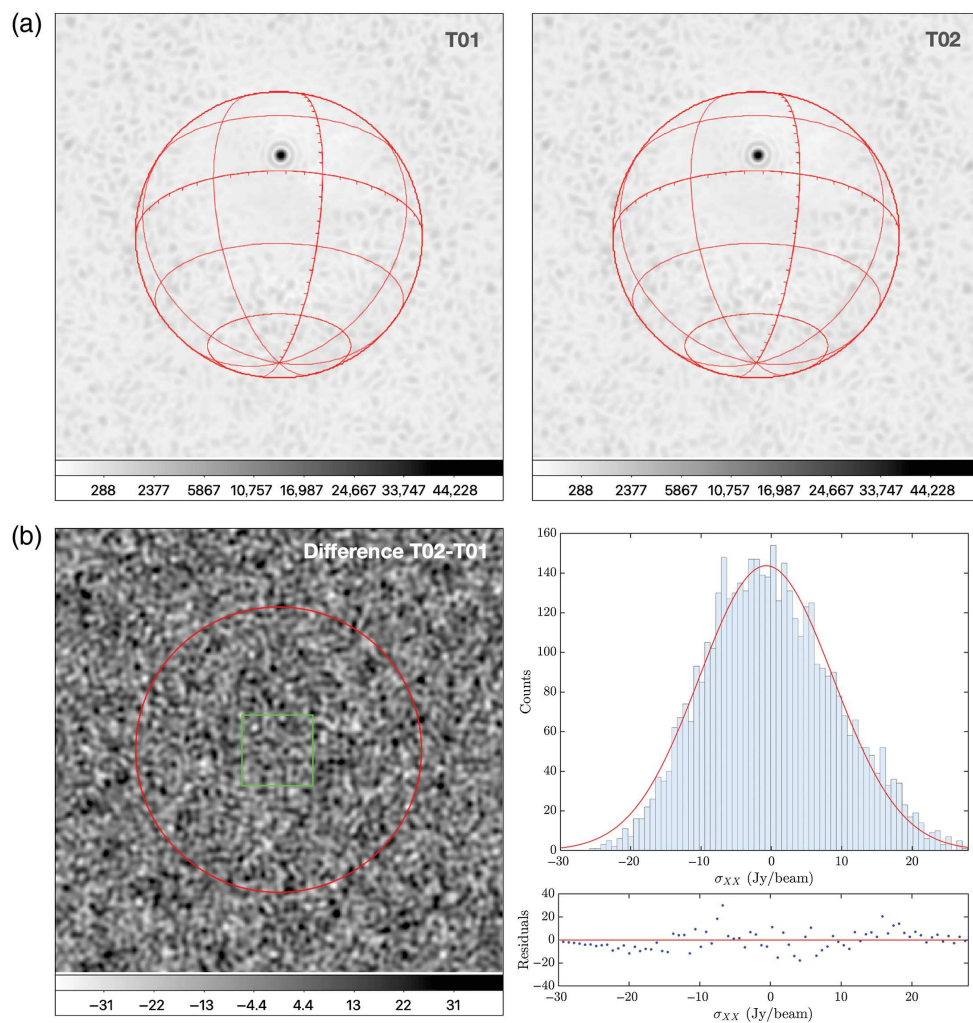 (a)
T01
T02
288 2377 5867 10,757 16,987 24,667 33,747 44,228
288 2377 5867 10,757 16,987 24,667 33,747 44,228
(b)
Difference T02-T01
−31 −22 −13 −4.4 4.4 13 22 31
160
140
120
100
80
60
40
20
0
Counts
−30 −20 −10 0 10 20
σXX (Jy/beam)
40
20
0
−20
−40
Residuals
−30 −20 −10 0 10 20
σXX (Jy/beam)